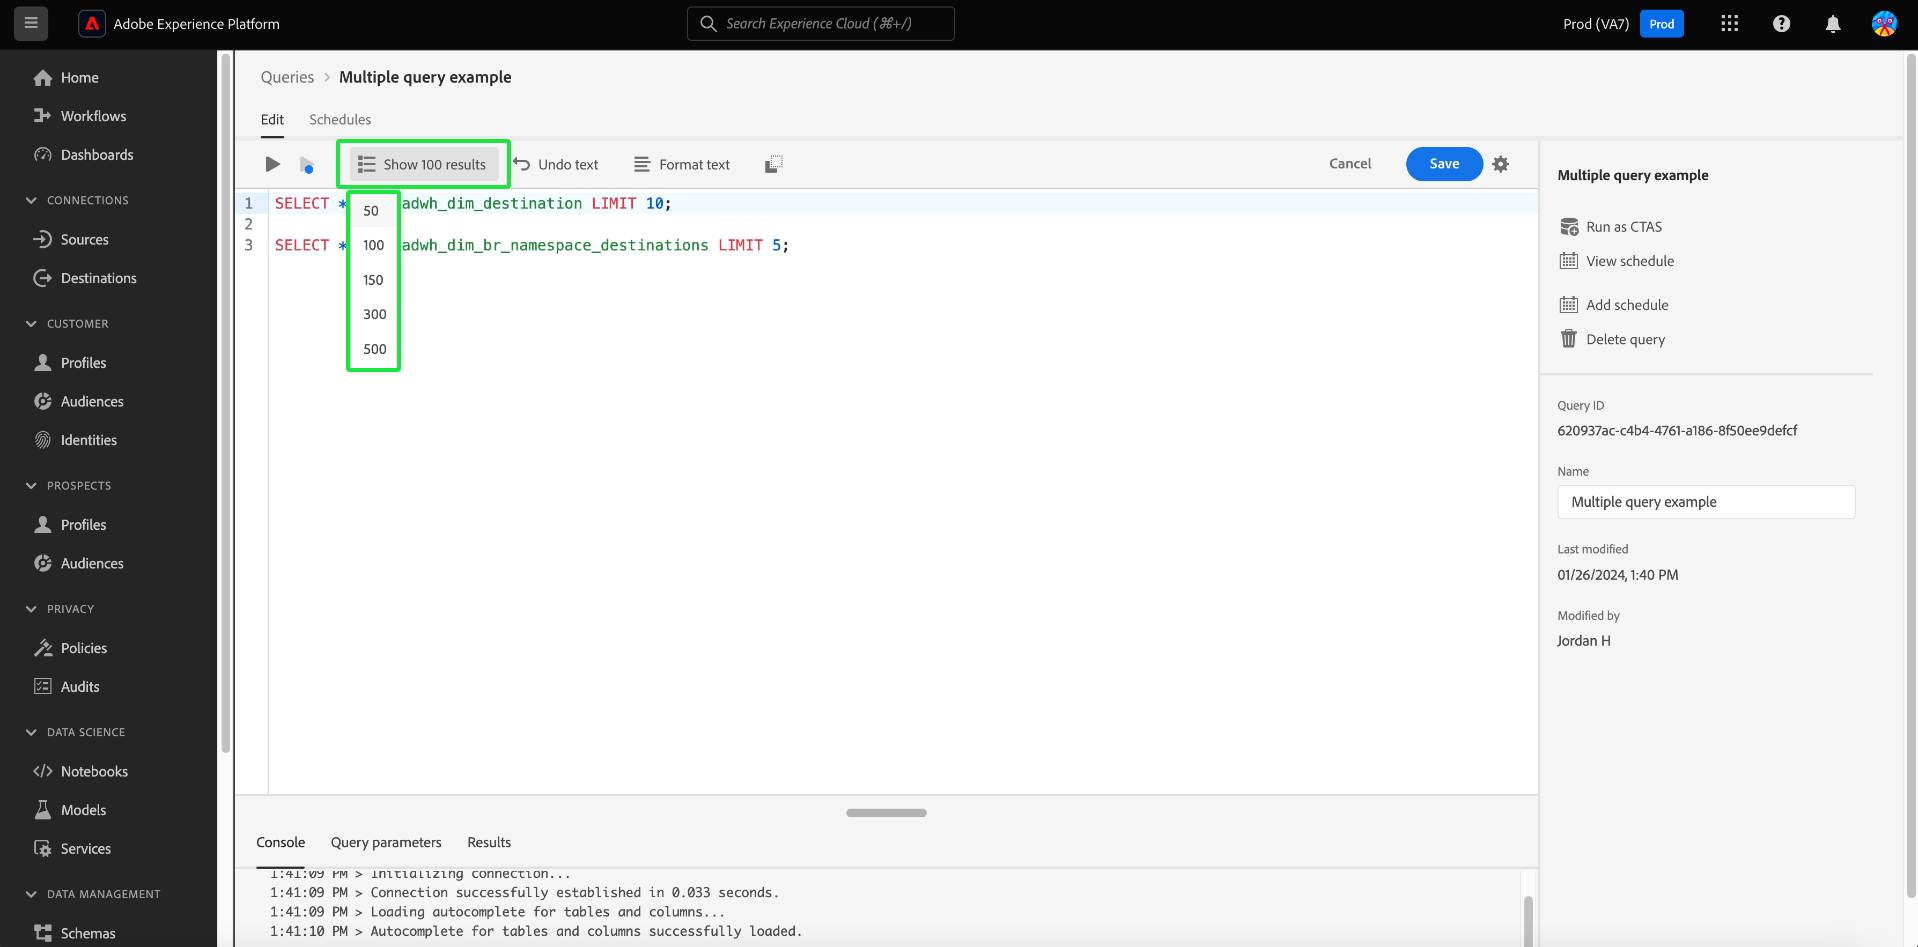 Adobe Experience Platform
Search Experience Cloud (⌘+/)
Prod (VA7)
Prod
Home
Workflows
Dashboards
CONNECTIONS
Sources
Destinations
CUSTOMER
Profiles
Audiences
Identities
PROSPECTS
Profiles
Audiences
PRIVACY
Policies
Audits
DATA SCIENCE
Notebooks
Models
Services
DATA MANAGEMENT
Schemas
Queries > Multiple query example
Edit Schedules
Show 100 results Undo text Format text Cancel Save
1 SELECT * adwh_dim_destination LIMIT 10;
2
3 SELECT * adwh_dim_br_namespace_destinations LIMIT 5;
50
100
150
300
500
Console Query parameters Results
1:41:09 PM > Initializing connection...
1:41:09 PM > Connection successfully established in 0.033 seconds.
1:41:09 PM > Loading autocomplete for tables and columns...
1:41:10 PM > Autocomplete for tables and columns successfully loaded.
Multiple query example
Run as CTAS
View schedule
Add schedule
Delete query
Query ID
620937ac-c4b4-4761-a186-8f50ee9defcf
Name
Multiple query example
Last modified
01/26/2024, 1:40 PM
Modified by
Jordan H